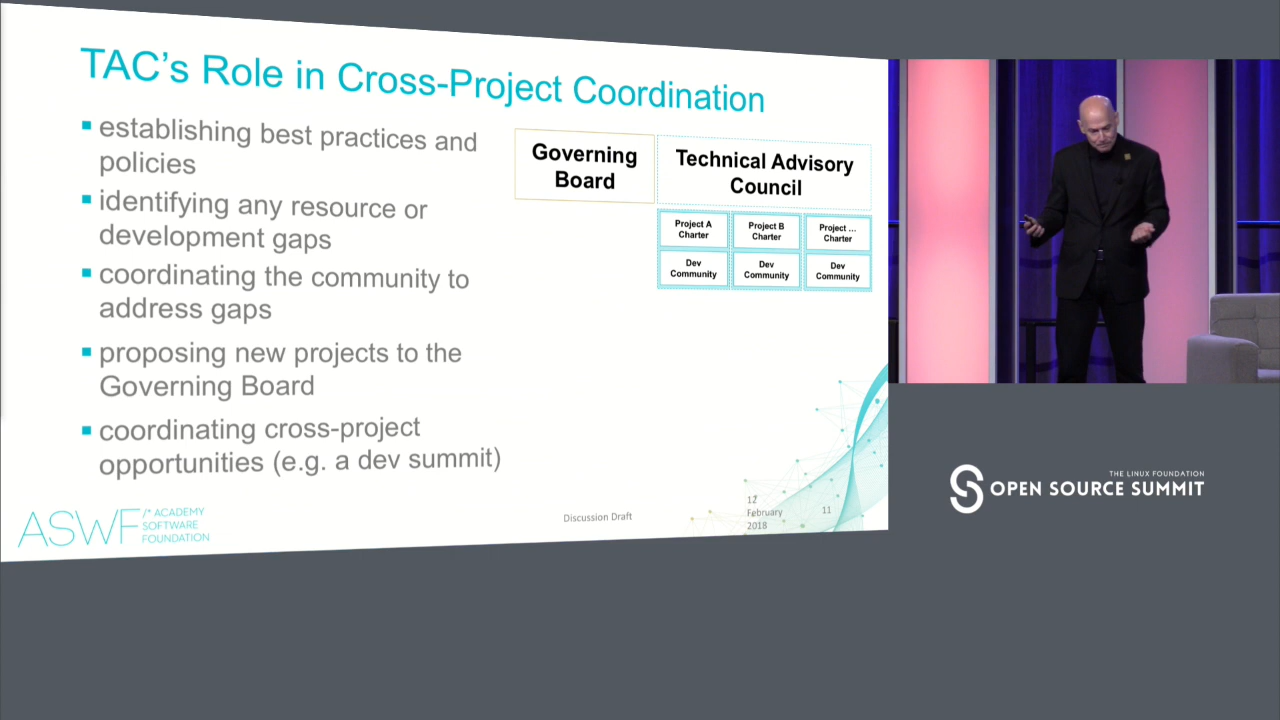 TAC's Role in Cross-Project Coordination
establishing best practices and
policies
identifying any resource or
development gaps
coordinating the community to
address gaps
proposing new projects to the
Governing Board
coordinating cross-project
opportunities (e.g. a dev summit)
Governing
Board
Technical Advisory
Council
Project A
Charter
Project B
Charter
Project ...
Charter
Dev
Community
Dev
Community
Dev
Community
ASWF
/* ACADEMY
SOFTWARE
FOUNDATION
Discussion Draft
12
February
2018
11
THE LINUX FOUNDATION
OPEN SOURCE SUMMIT